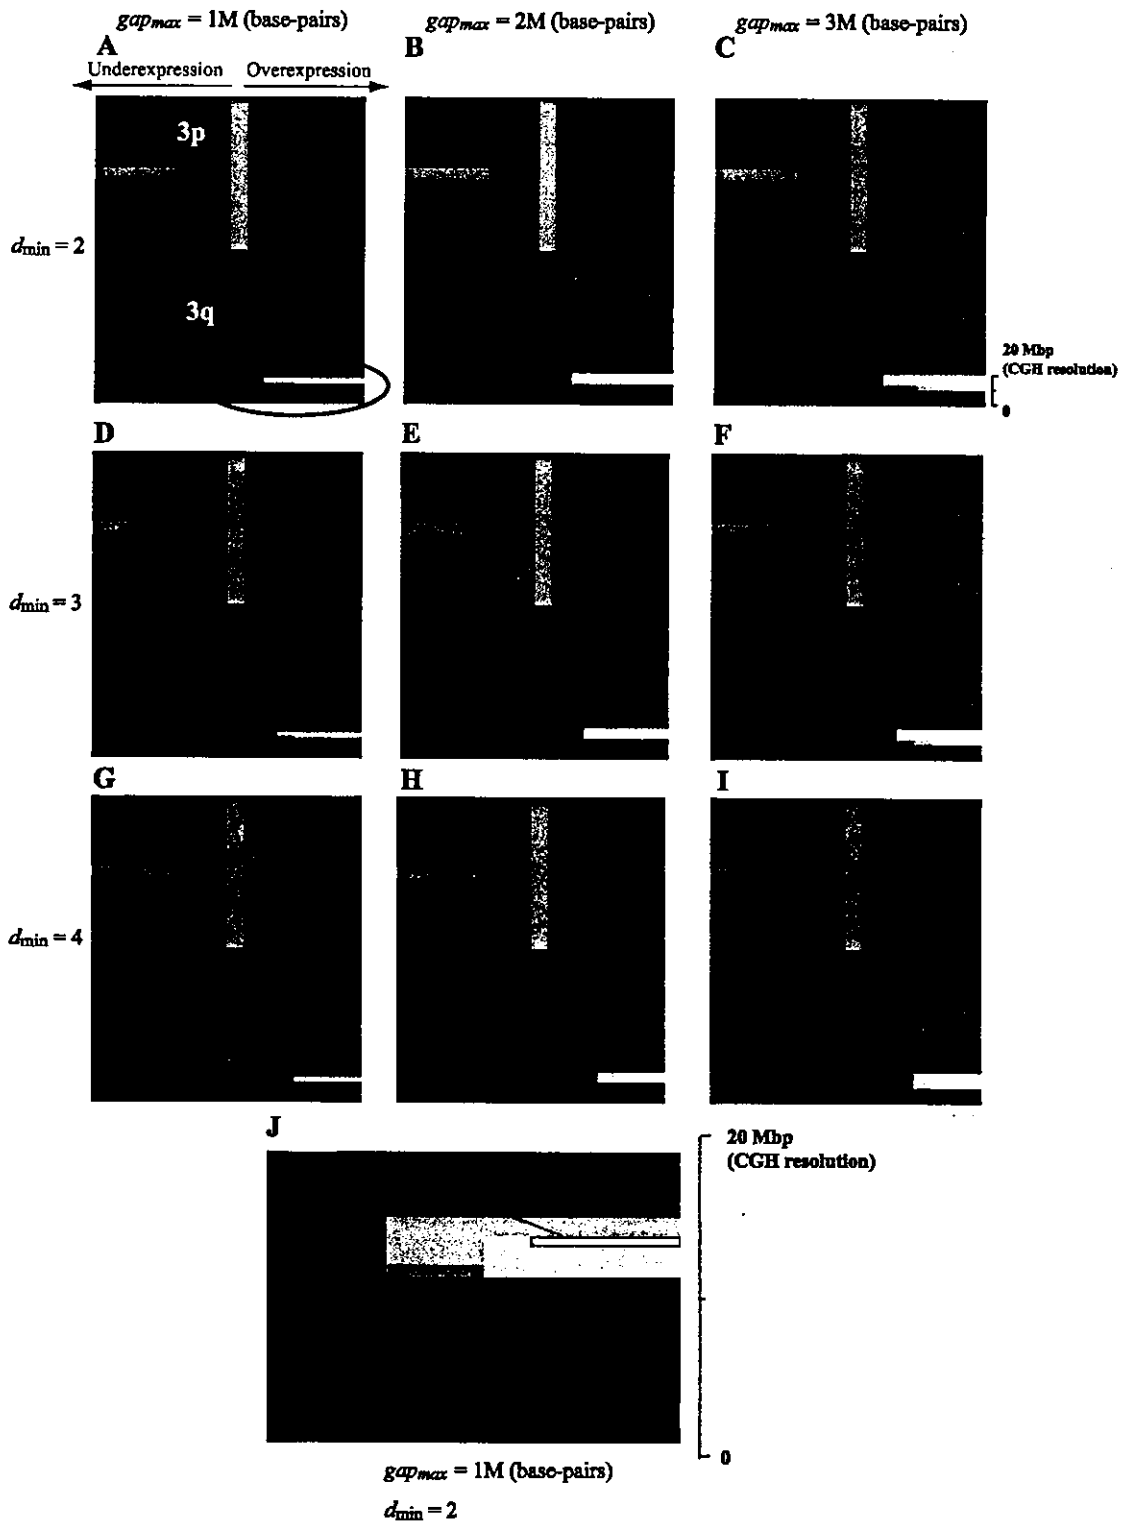 gapmax = 1M (base-pairs)
gapmax = 2M (base-pairs)
gapmax = 3M (base-pairs)
A
B
C
Underexpression
Overexpression
3p
dmin = 2
3q
20 Mbp
(CGH resolution)
0
D
E
F
dmin = 3
G
H
I
dmin = 4
J
20 Mbp
(CGH resolution)
0
gapmax = 1M (base-pairs)
dmin = 2